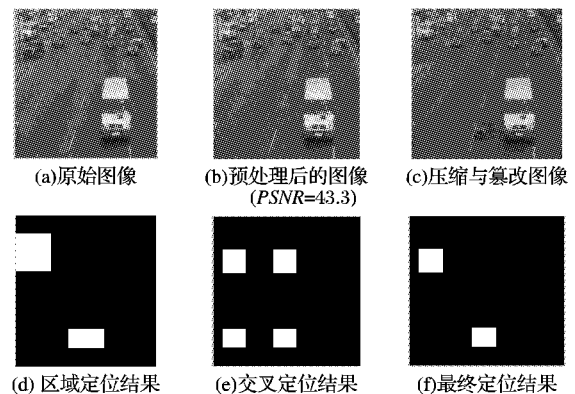 (a)原始图像
(b)预处理后的图像
(PSNR=43.3)
(c)压缩与篡改图像
(d) 区域定位结果
(e)交叉定位结果
(f)最终定位结果